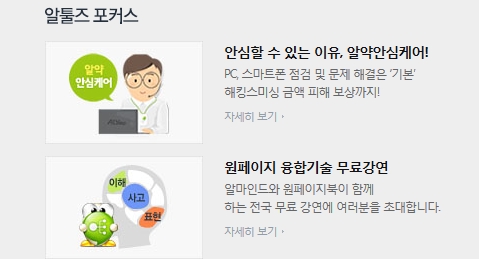 알툴즈 포커스
알약
안심케어
안심할 수 있는 이유, 알약안심케어!
PC, 스마트폰 점검 및 문제 해결은 '기본'
해킹스미싱 금액 피해 보상까지!
자세히 보기 ›
이해
사고
표현
원페이지 융합기술 무료강연
알마인드와 원페이지북이 함께
하는 전국 무료 강연에 여러분을 초대합니다.
자세히 보기 ›